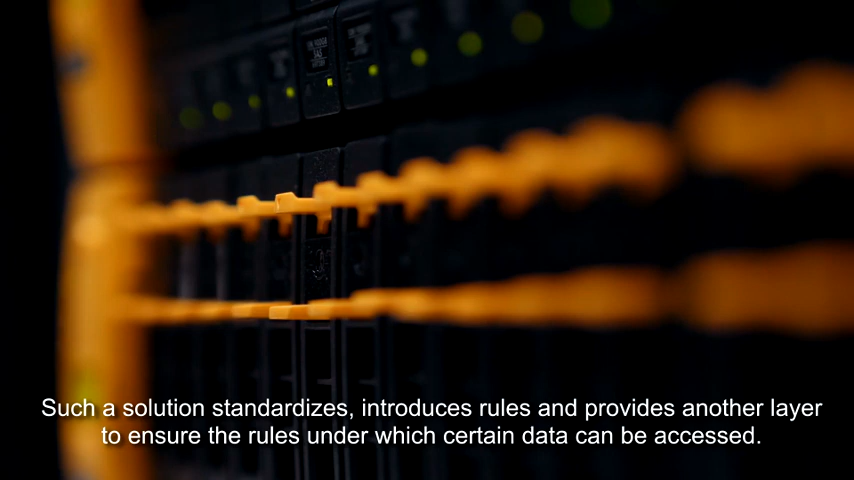 Such a solution standardizes, introduces rules and provides another layer
to ensure the rules under which certain data can be accessed.